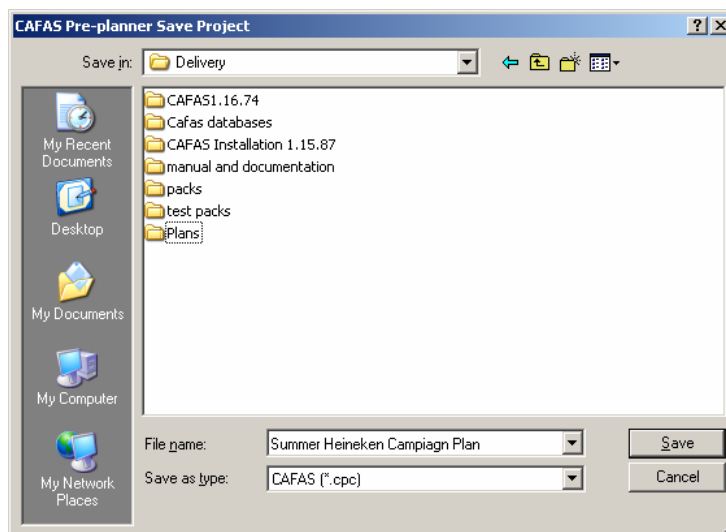 CAFAS Pre-planner Save Project
Save in:
Delivery
CAFAS1.16.74
Cafas databases
CAFAS Installation 1.15.87
manual and documentation
packs
test packs
Plans
My Recent
Documents
Desktop
My Documents
My Computer
My Network
Places
File name:
Summer Heineken Campiagn Plan
Save
Save as type:
CAFAS (*.cpc)
Cancel